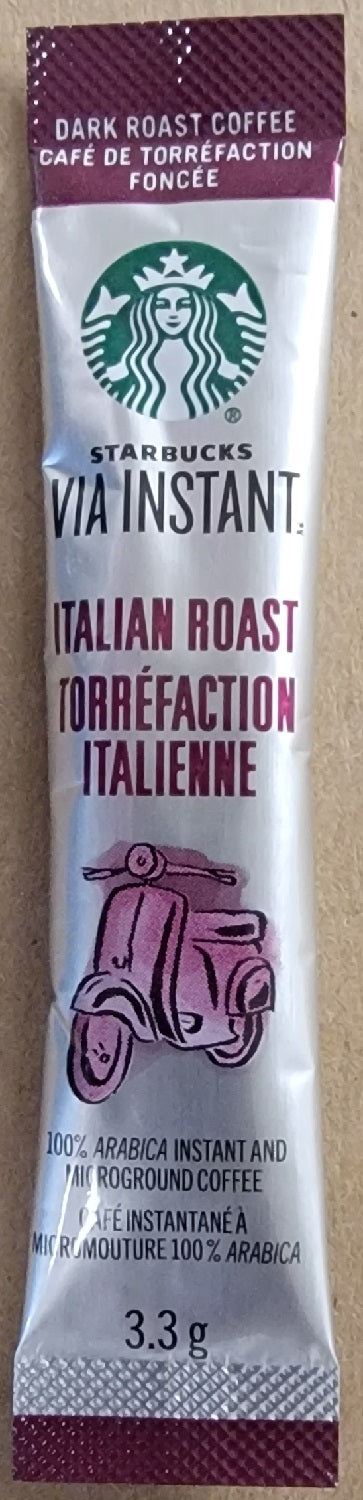 DARK ROAST COFFEE
CAFÉ DE TORRÉFACTION
FONCÉE
®
STARBUCKS
VIA INSTANT
ITALIAN ROAST
TORRÉFACTION
ITALIENNE
100% ARABICA INSTANT AND
MICROGROUND COFFEE
CAFÉ INSTANTANÉ À
MICROMOUTURE 100% ARABICA
3.3 g